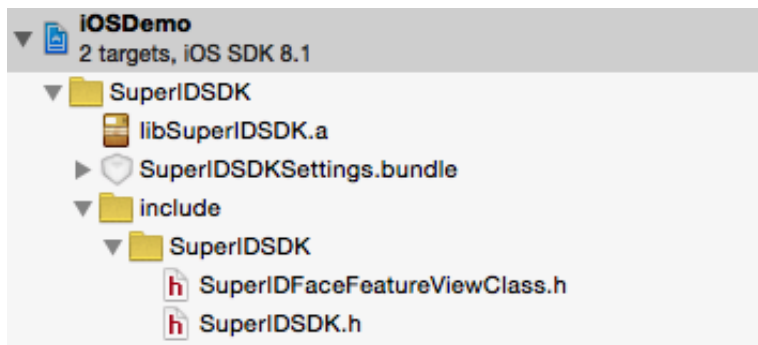 iOSDemo
2 targets, iOS SDK 8.1
SuperIDSDK
libSuperIDSDK.a
SuperIDSDKSettings.bundle
include
SuperIDSDK
h SuperIDFaceFeatureViewClass.h
h SuperIDSDK.h